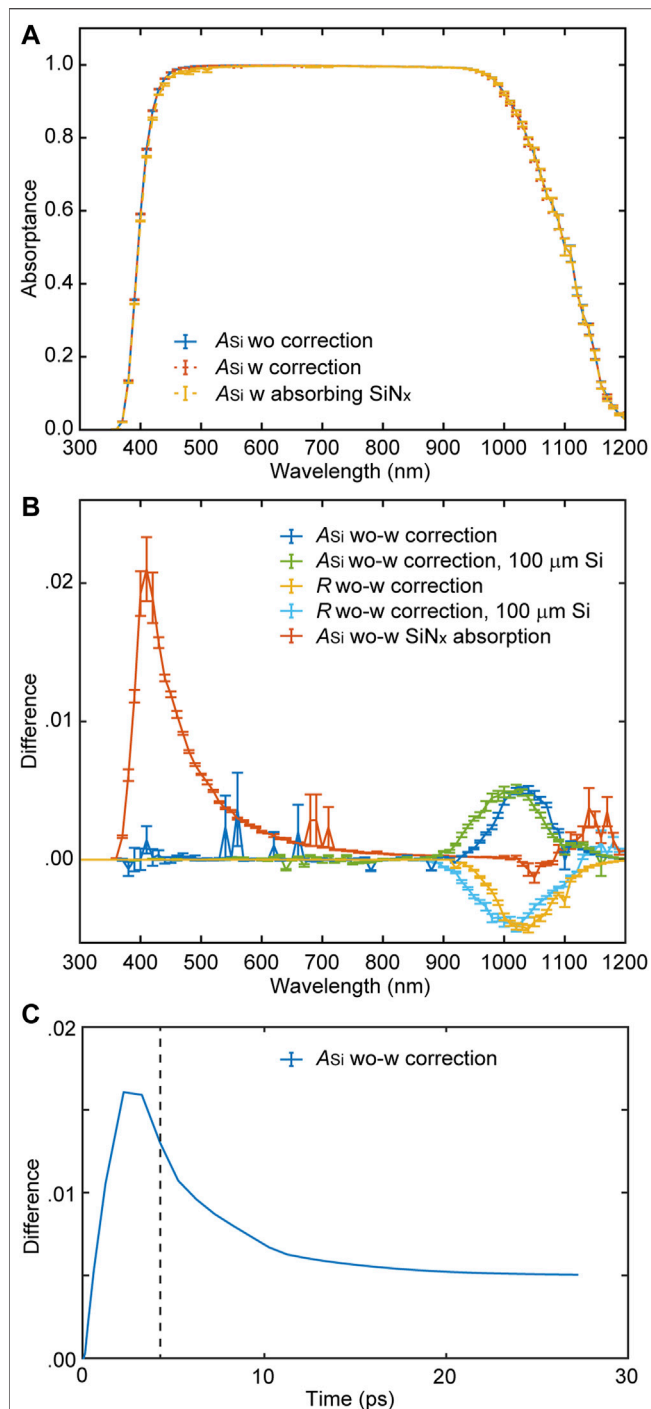 A
1.0
0.8
0.6
0.4
0.2
0.0
Absorptance
Asi wo correction
Asi w correction
Asi w absorbing SiNx
300 400 500 600 700 800 900 1000 1100 1200
Wavelength (nm)
B
.02
.01
.00
Difference
Asi wo-w correction
Asi wo-w correction, 100 μm Si
R wo-w correction
R wo-w correction, 100 μm Si
Asi wo-w SiNx absorption
300 400 500 600 700 800 900 1000 1100 1200
Wavelength (nm)
C
.02
.01
.00
Difference
Asi wo-w correction
0 10 20 30
Time (ps)